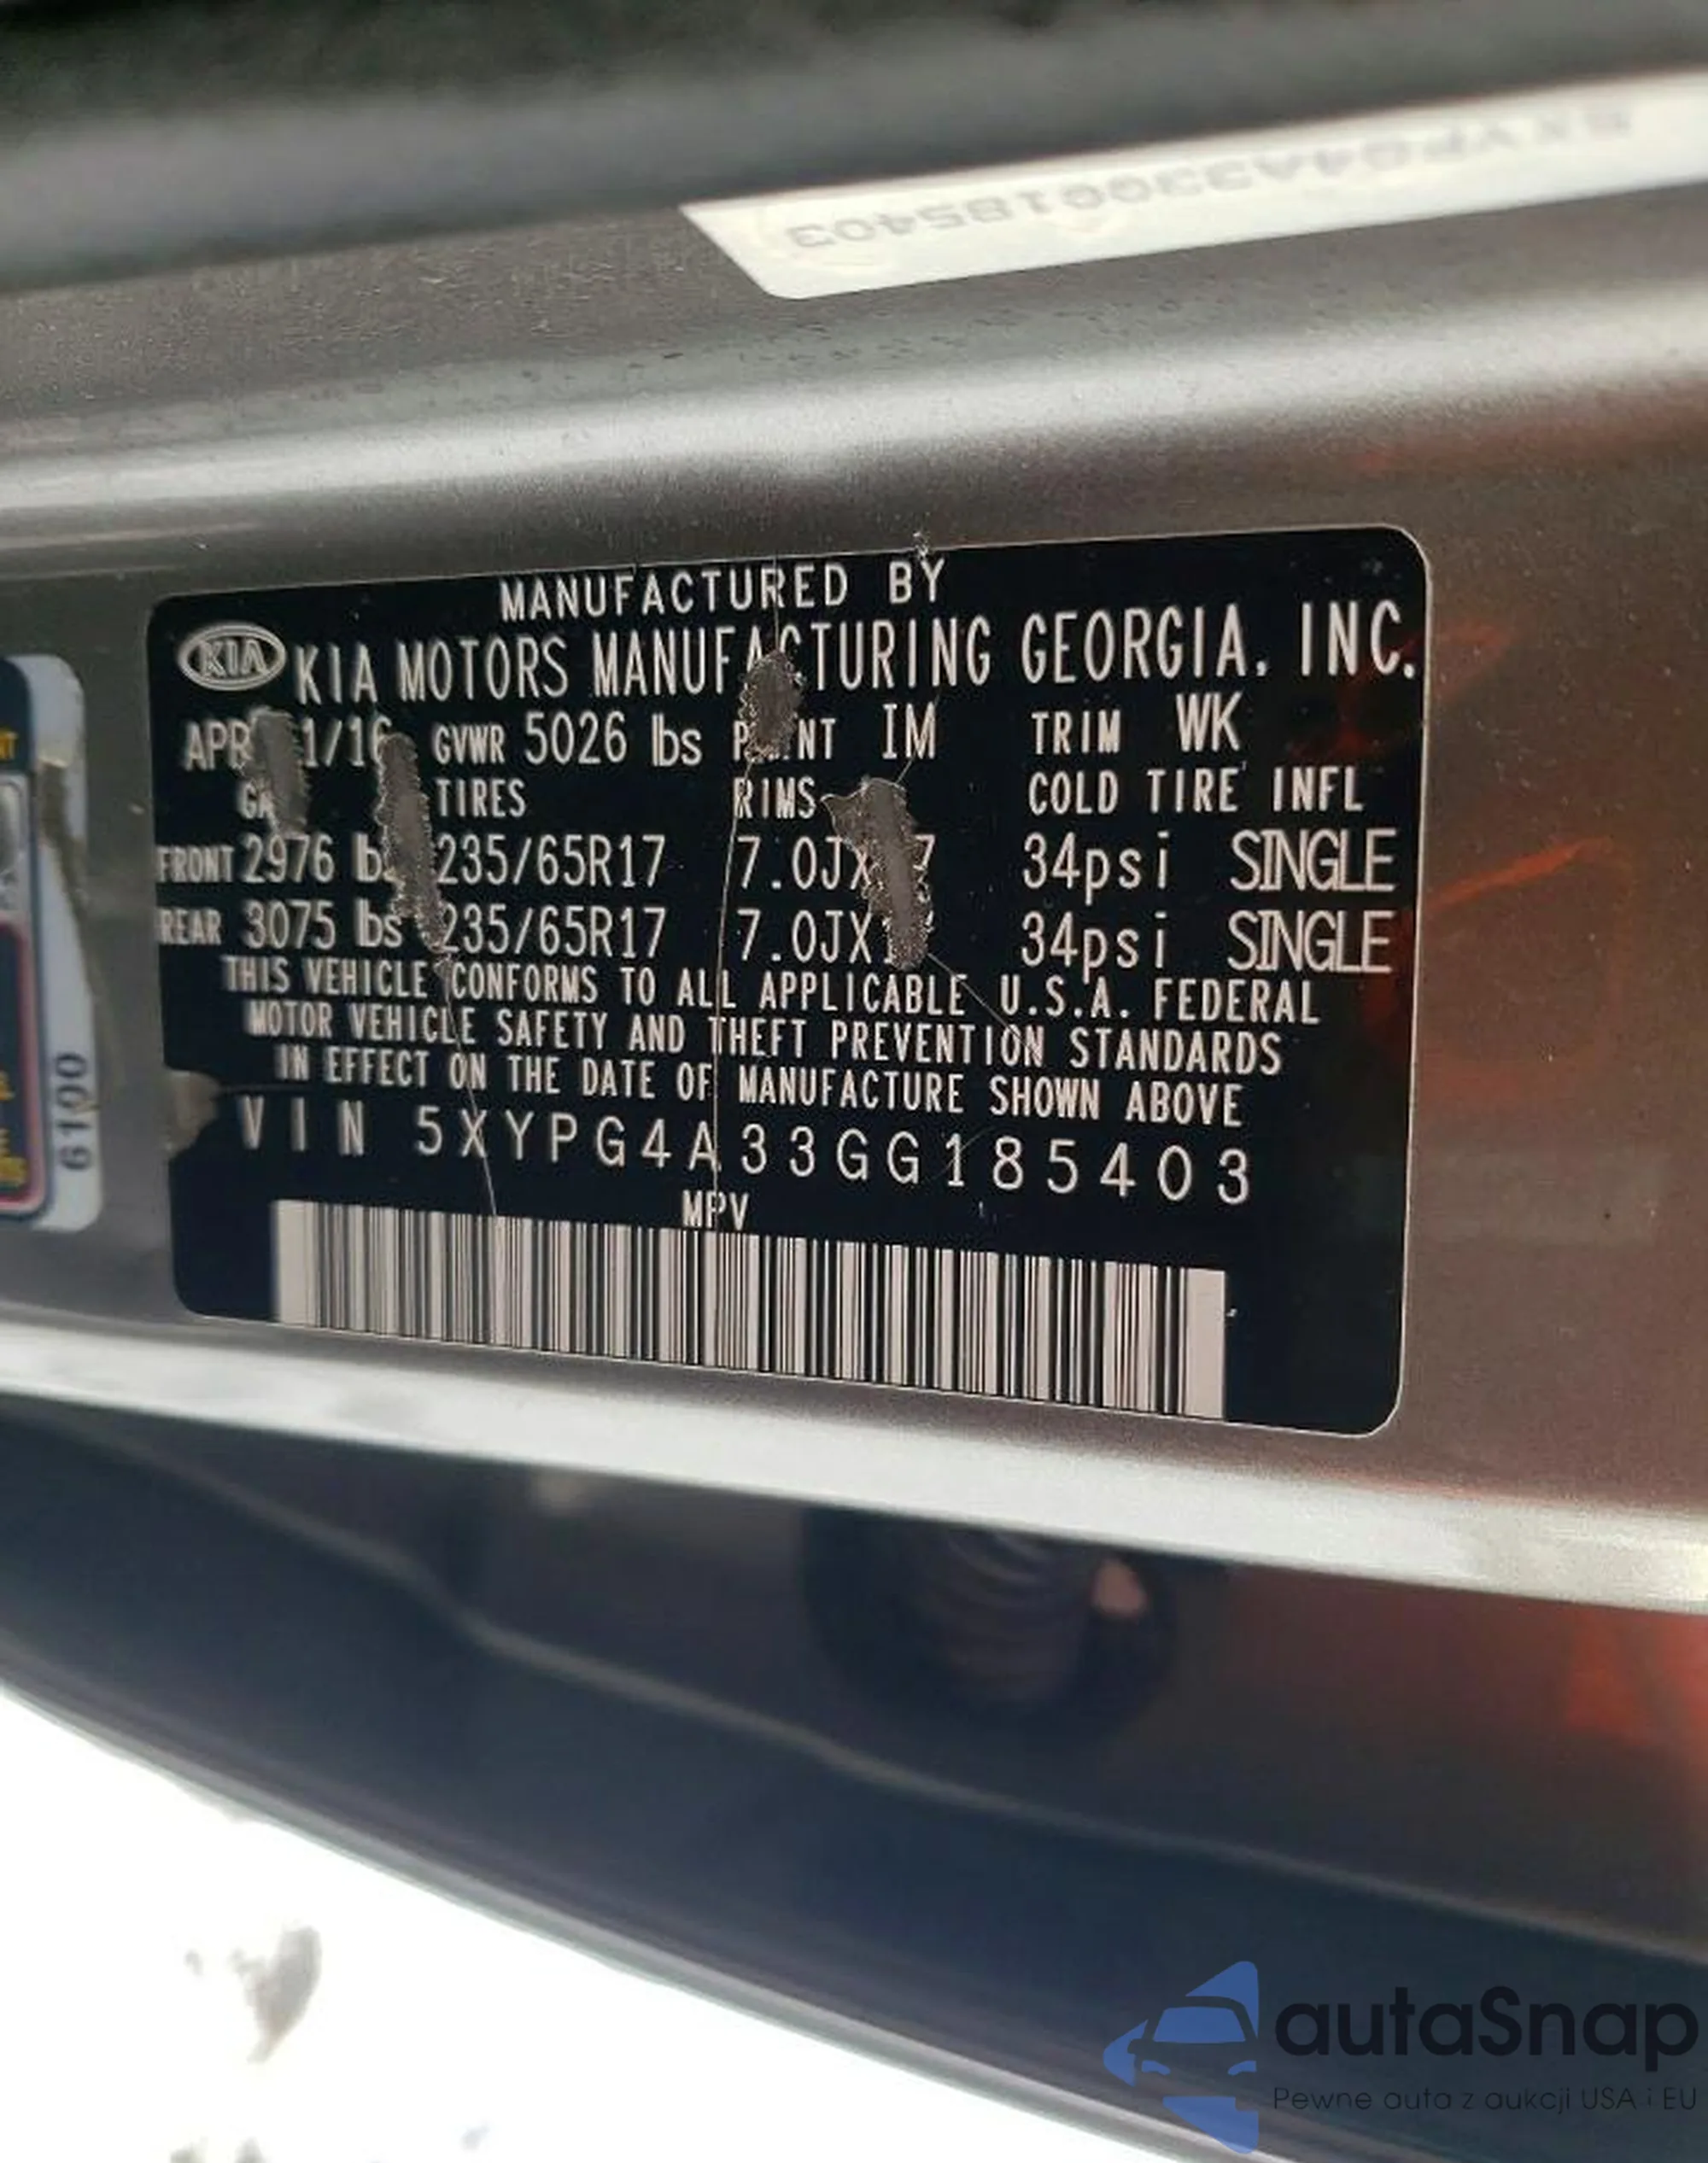 5XYPG4A33GG185403
MANUFACTURED BY
KIA KIA MOTORS MANUFACTURING GEORGIA, INC.
GVWR 5026 lbs IM TRIM WK
TIRES RIMS COLD TIRE INFL
FRONT 2976 235/65R17 34psi SINGLE
REAR 3075 lbs 235/65R17 34psi SINGLE
THIS VEHICLE CONFORMS TO ALL APPLICABLE U.S.A. FEDERAL
MOTOR VEHICLE SAFETY AND THEFT PREVENTION STANDARDS
IN EFFECT ON THE DATE OF MANUFACTURE SHOWN ABOVE
VIN 5XYPG4A33GG185403
MPV
6100
autaSnap
Pewne auta z aukcji USA i EU